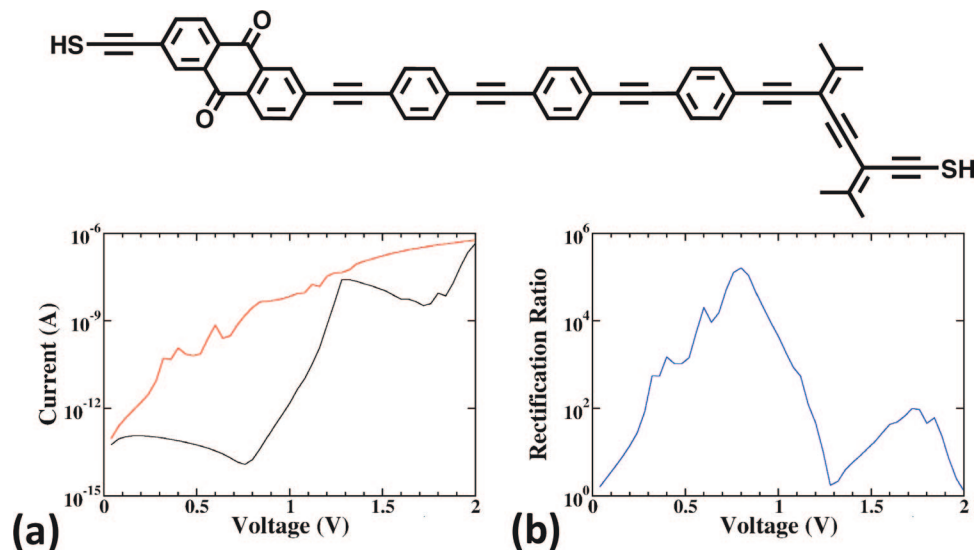 O
HS
O
SH
10^-6
10^-9
10^-12
10^-15
Current (A)
0 0.5 1 1.5 2
Voltage (V)
(a)
10^6
10^4
10^2
10^0
Rectification Ratio
0 0.5 1 1.5 2
Voltage (V)
(b)